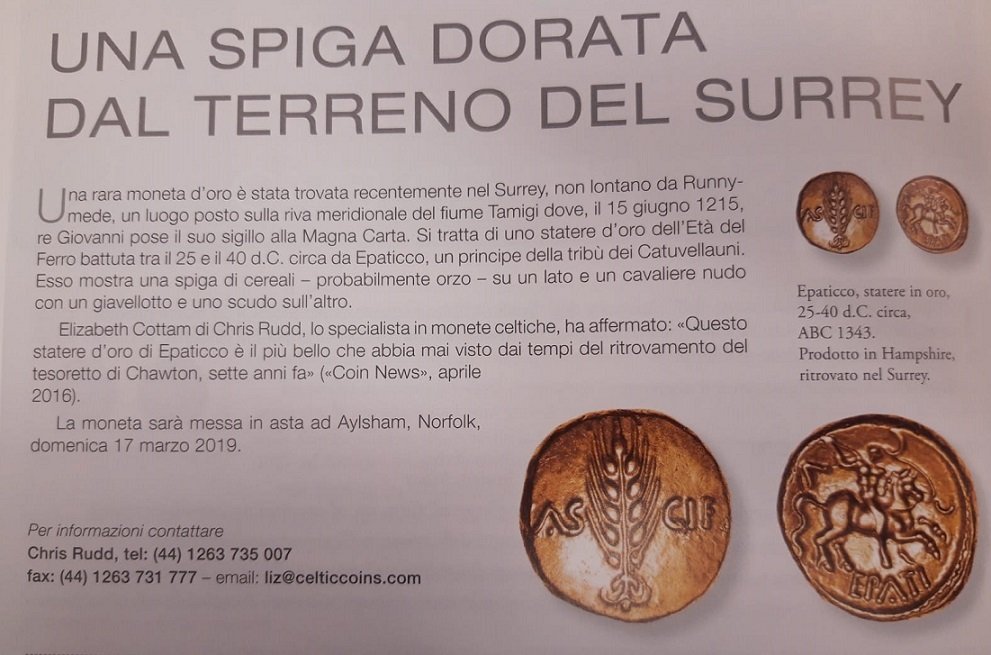 UNA SPIGA DORATA
DAL TERRENO DEL SURREY
Una rara moneta d'oro è stata trovata recentemente nel Surrey, non lontano da Runny-
mede, un luogo posto sulla riva meridionale del fiume Tamigi dove, il 15 giugno 1215,
re Giovanni pose il suo sigillo alla Magna Carta. Si tratta di uno statere d'oro dell'Età del
Ferro battuta tra il 25 e il 40 d.C. circa da Epaticco, un principe della tribù dei Catuvellauni.
Esso mostra una spiga di cereali – probabilmente orzo – su un lato e un cavaliere nudo
con un giavellotto e uno scudo sull'altro.
Elizabeth Cottam di Chris Rudd, lo specialista in monete celtiche, ha affermato: «Questo
statere d'oro di Epaticco è il più bello che abbia mai visto dai tempi del ritrovamento del
tesoretto di Chawton, sette anni fa» («Coin News», aprile
2016).
La moneta sarà messa in asta ad Aylsham, Norfolk,
domenica 17 marzo 2019.
Per informazioni contattare
Chris Rudd, tel: (44) 1263 735 007
fax: (44) 1263 731 777 – email: liz@celticcoins.com
AS CIF
EPATI
Epaticco, statere in oro,
25-40 d.C. circa,
ABC 1343.
Prodotto in Hampshire,
ritrovato nel Surrey.
AS CIF
EPATI